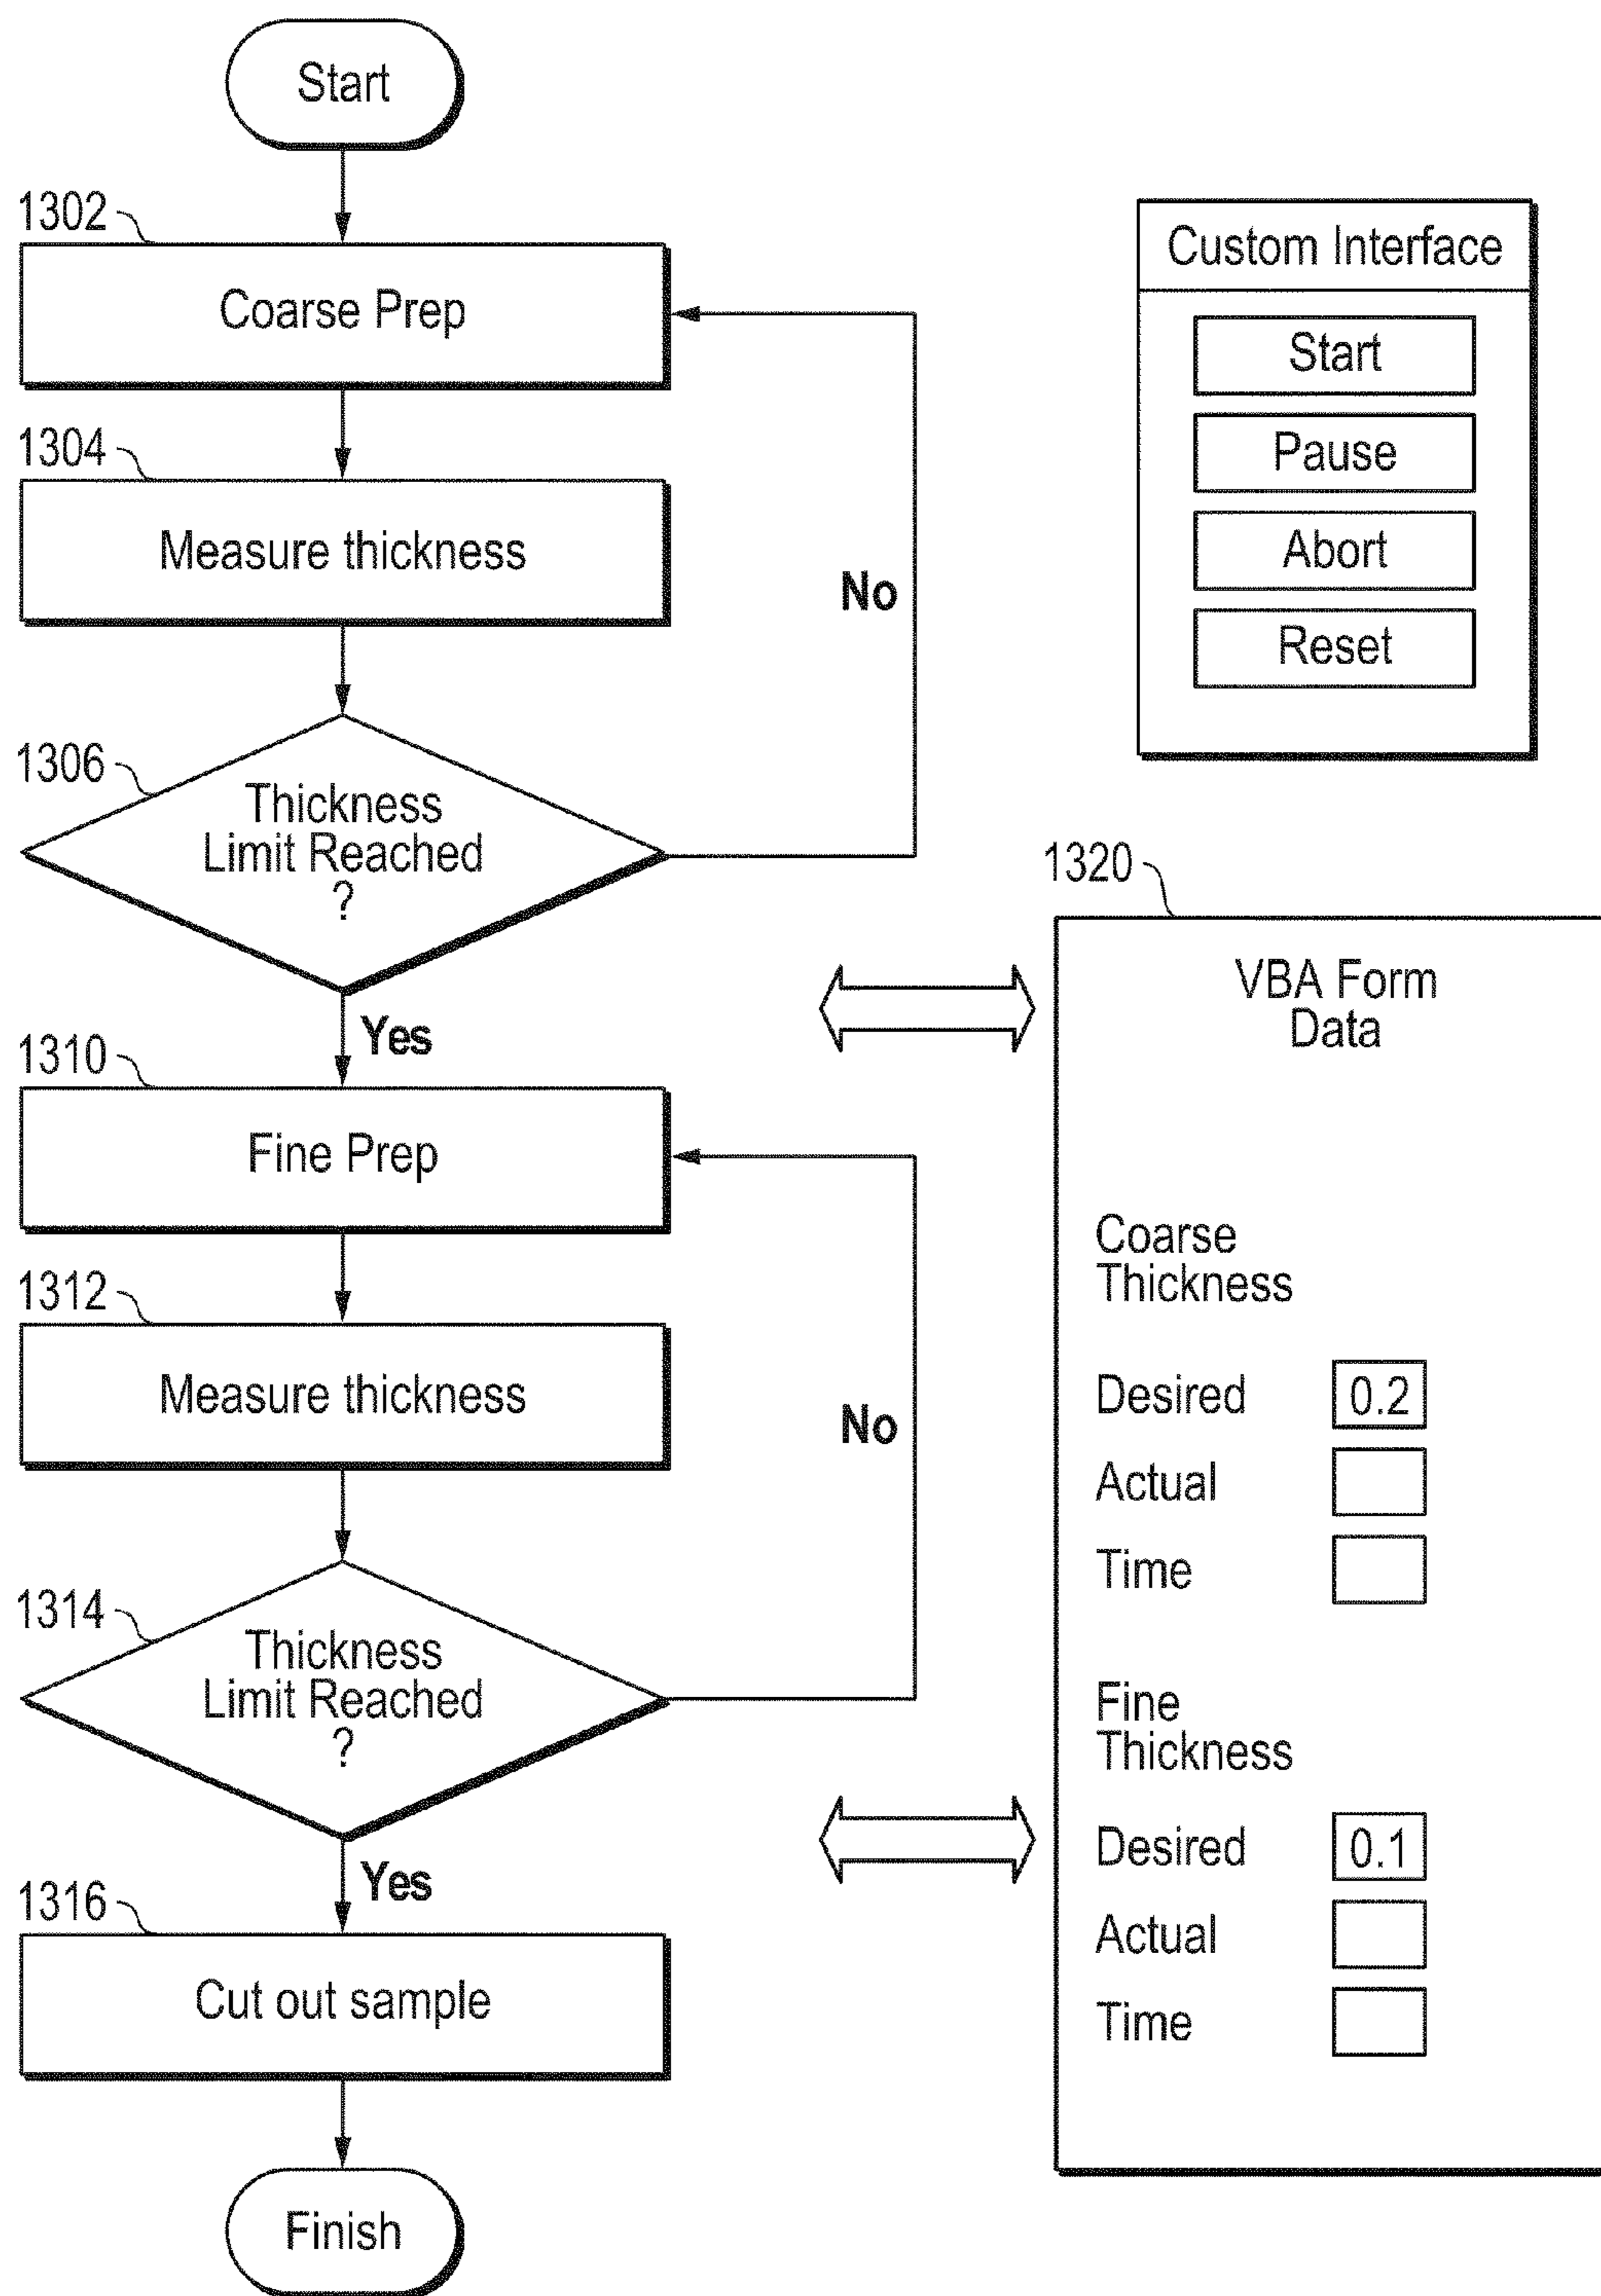 Start
1302
Coarse Prep
1304
Measure thickness
No
1306
Thickness
Limit Reached
?
Yes
1310
Fine Prep
1312
Measure thickness
No
1314
Thickness
Limit Reached
?
Yes
1316
Cut out sample
Finish
Custom Interface
Start
Pause
Abort
Reset
1320
VBA Form
Data
Coarse
Thickness
Desired 0.2
Actual
Time
Fine
Thickness
Desired 0.1
Actual
Time